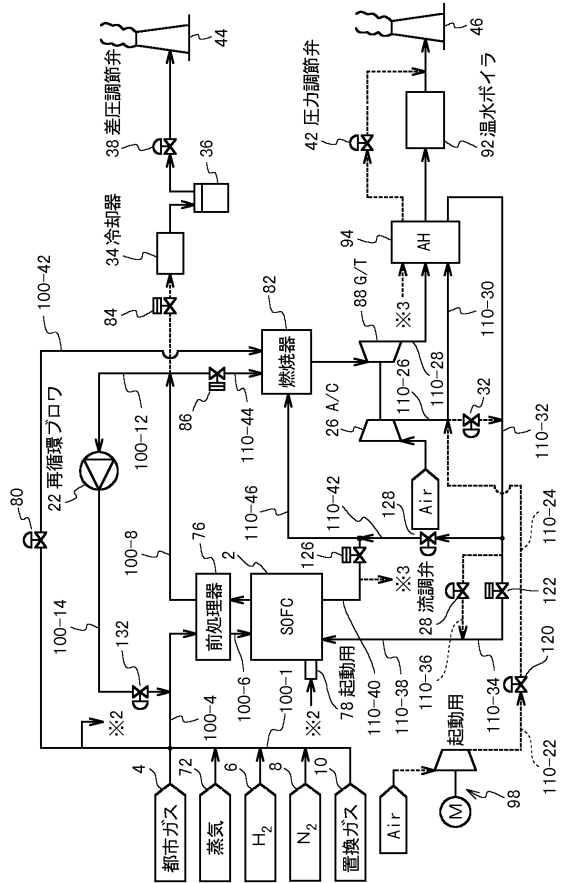 44
38 差圧調節弁
36
34 冷却器
84
100-42
46
42 圧力調節弁
92 温水ボイラ
94
AH
※3
88 G/T
82
燃焼器
110-30
110-28
110-26
26 A/C
32
110-32
100-12
86
110-44
22 再循環ブロワ
80
100-8
100-14
132
76
前処理器
2
SOFC
110-46
110-42
128
Air
126
※3
110-24
28 流調弁
122
100-6
100-4
100-1
※2
※2
78 起動用
110-40
110-38
110-36
110-34
120
起動用
110-22
98
M
Air
4
都市ガス
72
蒸気
6
H₂
8
N₂
10
置換ガス